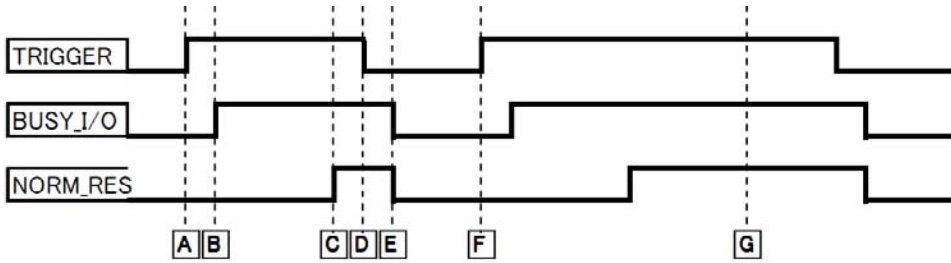 TRIGGER
BUSY_I/O
NORM_RES
A B C D E F G